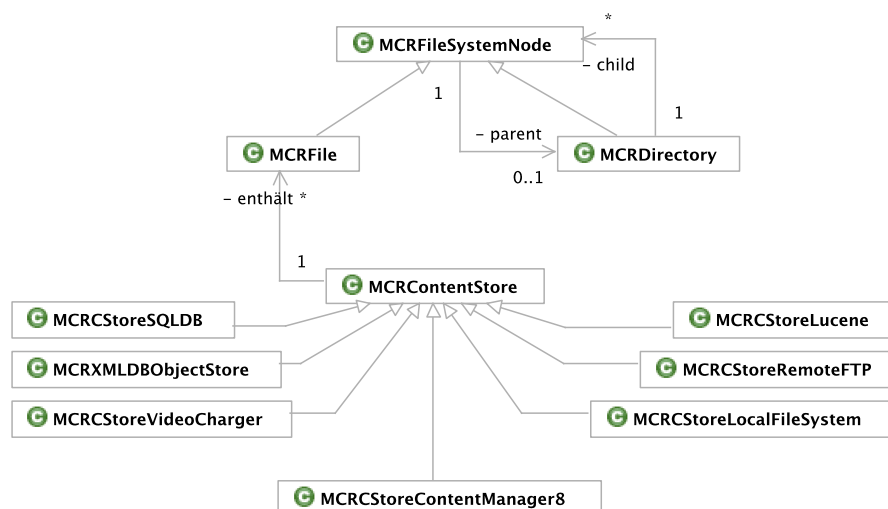 *
MCRFileSystemNode
- child
1
1
- parent
MCRFile
MCRDirectory
0..1
- enthält *
1
MCRContentStore
MCRCStoreSQLDB
MCRCStoreLucene
MCRXMLDBObjectStore
MCRCStoreRemoteFTP
MCRCStoreVideoCharger
MCRCStoreLocalFileSystem
MCRCStoreContentManager8